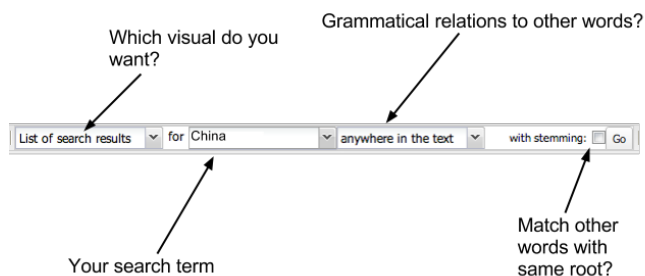 Grammatical relations to other words?
Which visual do you
want?
List of search results for China anywhere in the text with stemming: Go
Your search term
Match other
words with
same root?